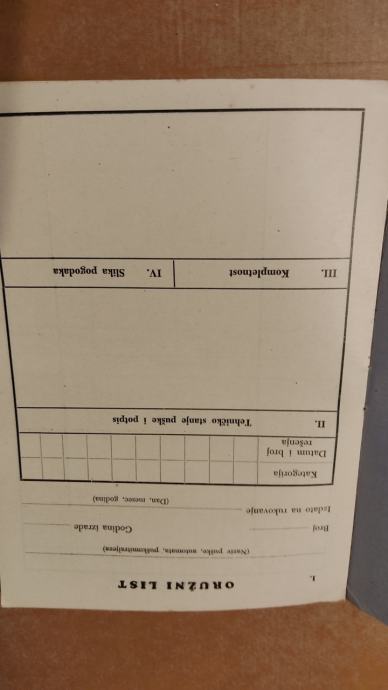 I.
ORUŽNI LIST
(Naziv puške, automata, puškomitraljeza)
Broj Godina izrade
Izdato na rukovanje
(Dan, mesec, godina)
Kategorija
Datum i broj
rešenja
II. Tehničko stanje puške i potpis
III. Kompletnost IV. Slika pogodaka